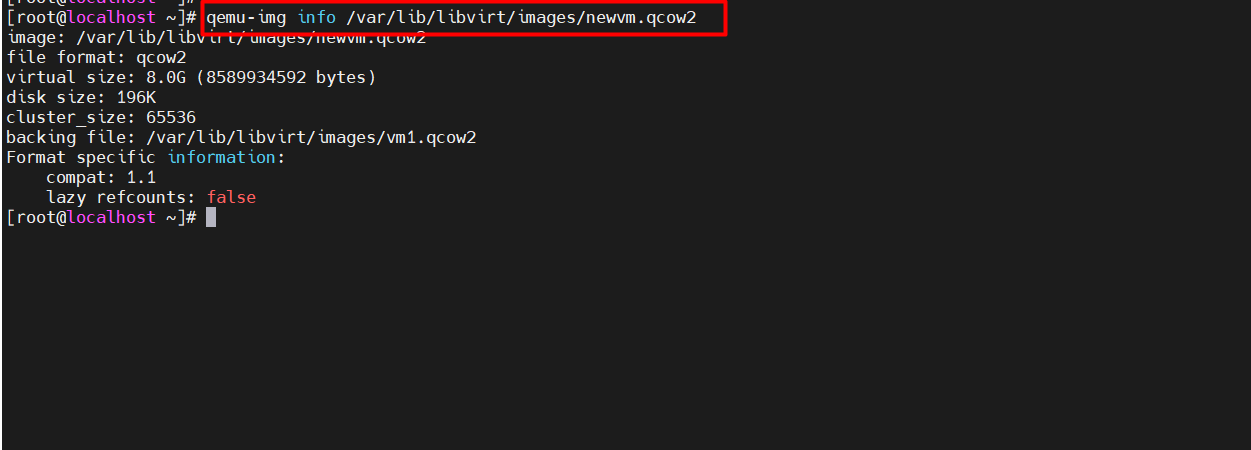 [root@localhost ~]#
[root@localhost ~]# qemu-img info /var/lib/libvirt/images/newvm.qcow2
image: /var/lib/libvirt/images/newvm.qcow2
file format: qcow2
virtual size: 8.0G (8589934592 bytes)
disk size: 196K
cluster_size: 65536
backing file: /var/lib/libvirt/images/vm1.qcow2
Format specific information:
    compat: 1.1
    lazy refcounts: false
[root@localhost ~]#